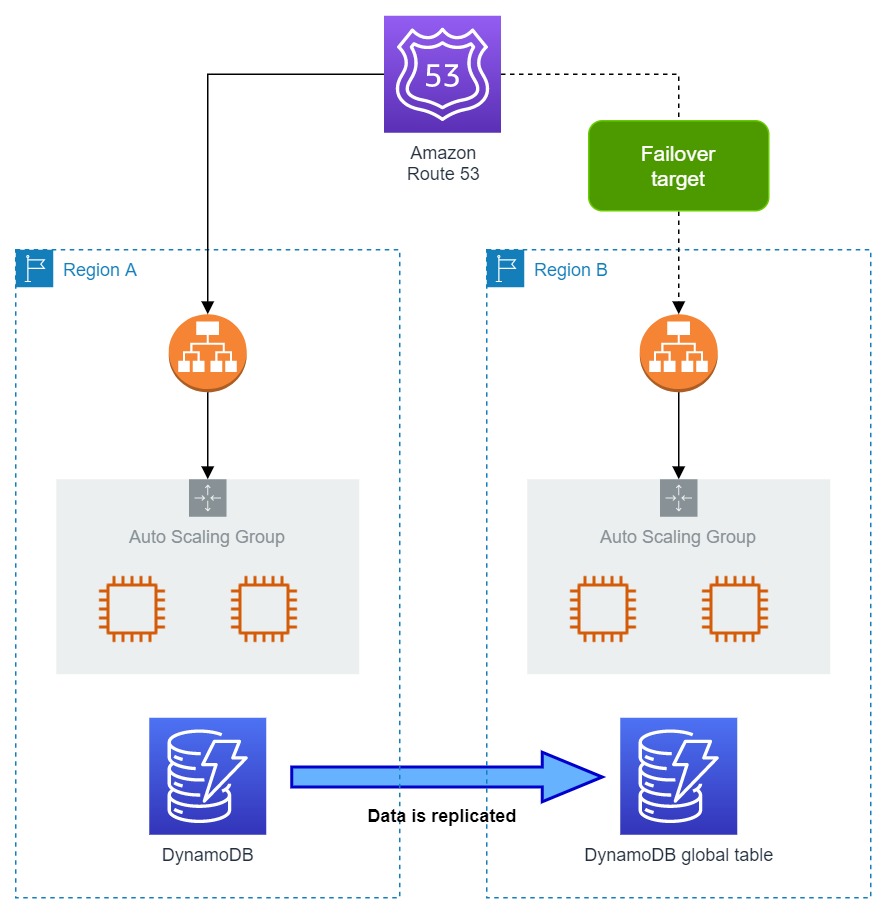 53
Amazon
Route 53
Failover
target
Region A
Region B
Auto Scaling Group
Auto Scaling Group
Data is replicated
DynamoDB
DynamoDB global table